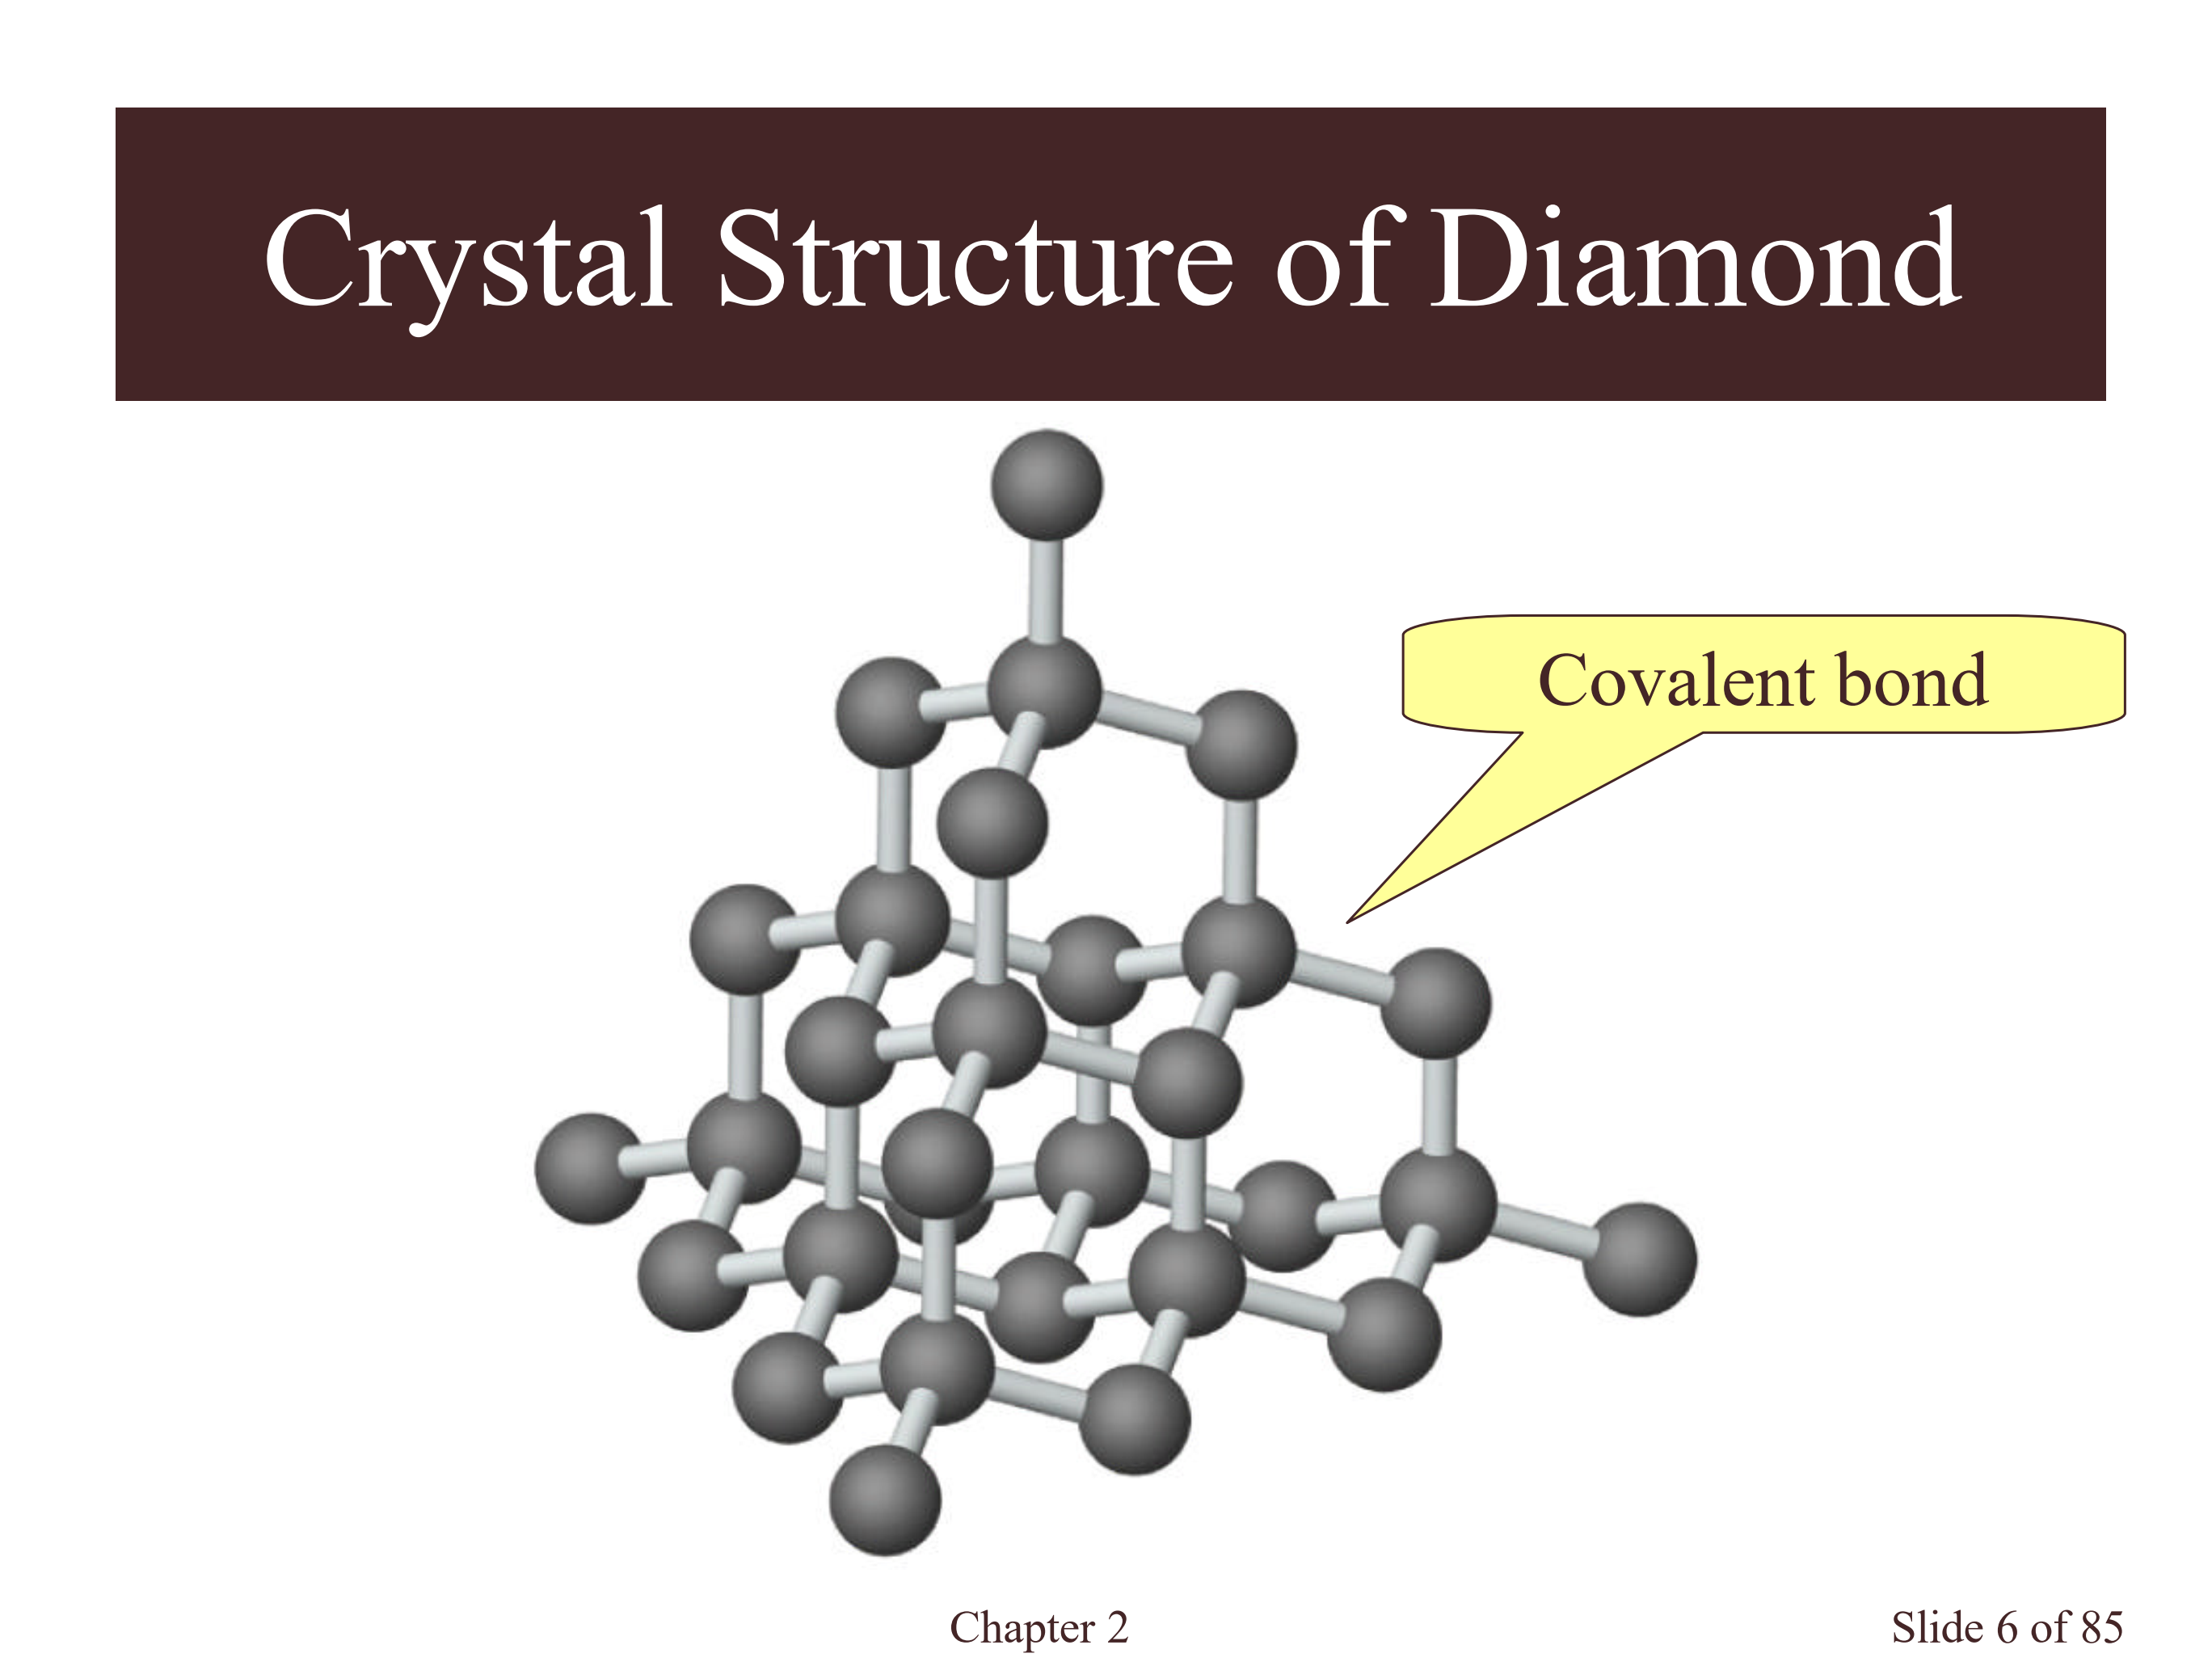 Crystal Structure of Diamond
Covalent bond
Chapter 2
Slide 6 of 85